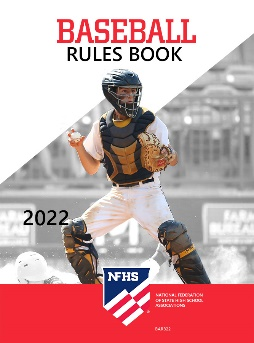 BASEBALL
RULES BOOK
2022
NFHS
NATIONAL FEDERATION
OF STATE HIGH SCHOOL
ASSOCIATIONS